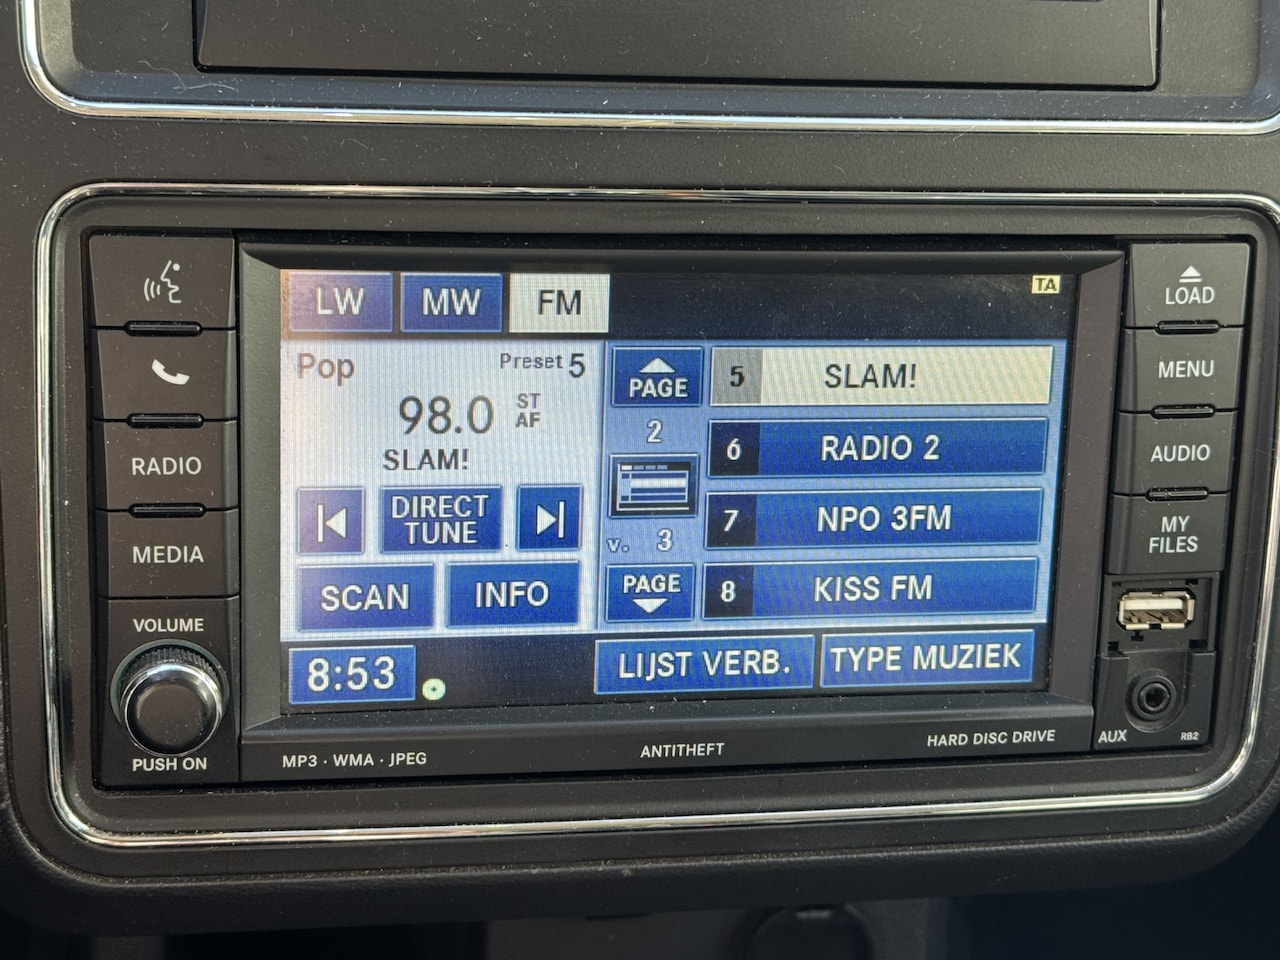 LW MW FM TA
Pop Preset 5
98.0 ST
AF
SLAM!
DIRECT
TUNE
SCAN INFO
8:53
PAGE
2
v. 3
PAGE
5 SLAM!
6 RADIO 2
7 NPO 3FM
8 KISS FM
LIJST VERB. TYPE MUZIEK
RADIO
MEDIA
VOLUME
PUSH ON
LOAD
MENU
AUDIO
MY
FILES
AUX RB2
MP3 · WMA · JPEG ANTITHEFT HARD DISC DRIVE